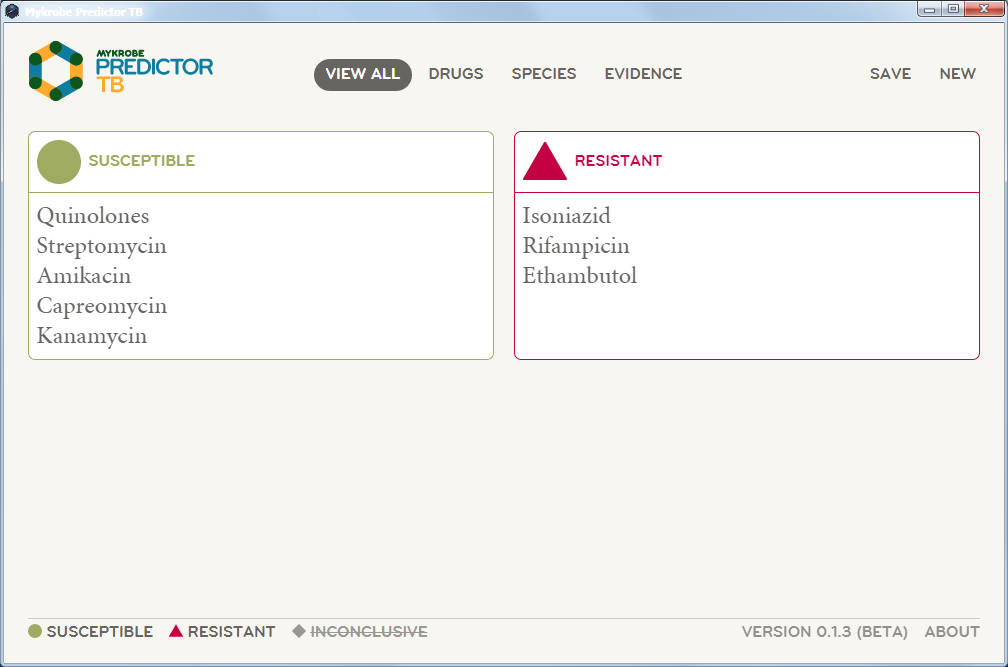 Mykrobe Predictor TB
MYKROBE
PREDICTOR
TB
VIEW ALL DRUGS SPECIES EVIDENCE SAVE NEW
SUSCEPTIBLE
Quinolones
Streptomycin
Amikacin
Capreomycin
Kanamycin
RESISTANT
Isoniazid
Rifampicin
Ethambutol
SUSCEPTIBLE RESISTANT INCONCLUSIVE VERSION 0.1.3 (BETA) ABOUT